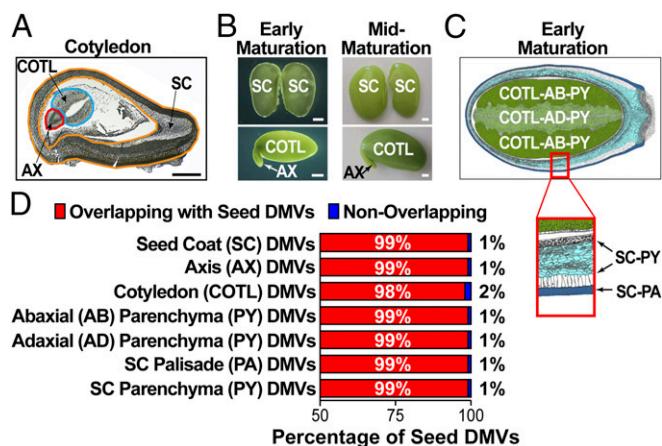 A
Cotyledon
COTL
SC
AX
B
Early
Maturation
Mid-
Maturation
SC SC
SC SC
COTL
AX
COTL
AX
C
Early
Maturation
COTL-AB-PY
COTL-AD-PY
COTL-AB-PY
SC-PY
SC-PA
D
Overlapping with Seed DMVs Non-Overlapping
Seed Coat (SC) DMVs 99% 1%
Axis (AX) DMVs 99% 1%
Cotyledon (COTL) DMVs 98% 2%
Abaxial (AB) Parenchyma (PY) DMVs 99% 1%
Adaxial (AD) Parenchyma (PY) DMVs 99% 1%
SC Palisade (PA) DMVs 99% 1%
SC Parenchyma (PY) DMVs 99% 1%
50 75 100
Percentage of Seed DMVs